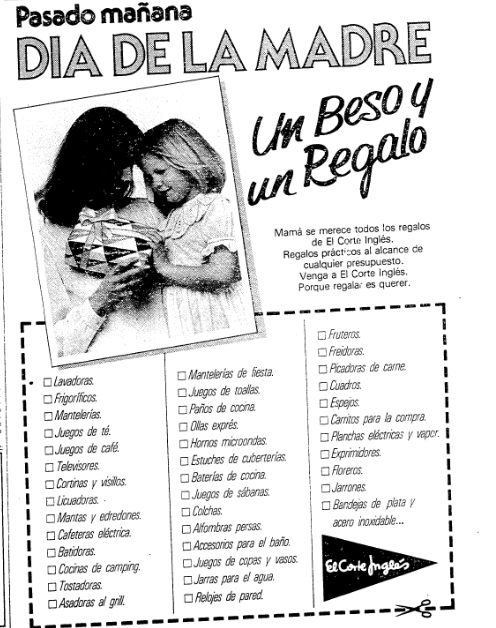 Pasado mañana
DIA DE LA MADRE
Un Beso y
un Regalo
Mamá se merece todos los regalos
de El Corte Inglés.
Regalos prácticos al alcance de
cualquier presupuesto.
Venga a El Corte Inglés.
Porque regalar es querer.
Lavadoras.
Frigoríficos.
Mantelerías.
Juegos de té.
Juegos de café.
Televisores.
Cortinas y visillos.
Licuadoras.
Mantas y edredones.
Cafeteras eléctrica.
Batidoras.
Cocinas de camping.
Tostadoras.
Asadoras al grill.
Mantelerías de fiesta.
Juegos de toallas.
Paños de cocina.
Ollas exprés.
Hornos microondas.
Estuches de cuberterías.
Baterías de cocina.
Juegos de sábanas.
Colchas.
Alfombras persas.
Accesorios para el baño.
Juegos de copas y vasos.
Jarras para el agua.
Relojes de pared.
Fruteros.
Freidoras.
Picadoras de carne.
Cuadros.
Espejos.
Carritos para la compra.
Planchas eléctricas y vapor.
Exprimidores.
Floreros.
Jarrones.
Bandejas de plata y
acero inoxidable...
El Corte Inglés